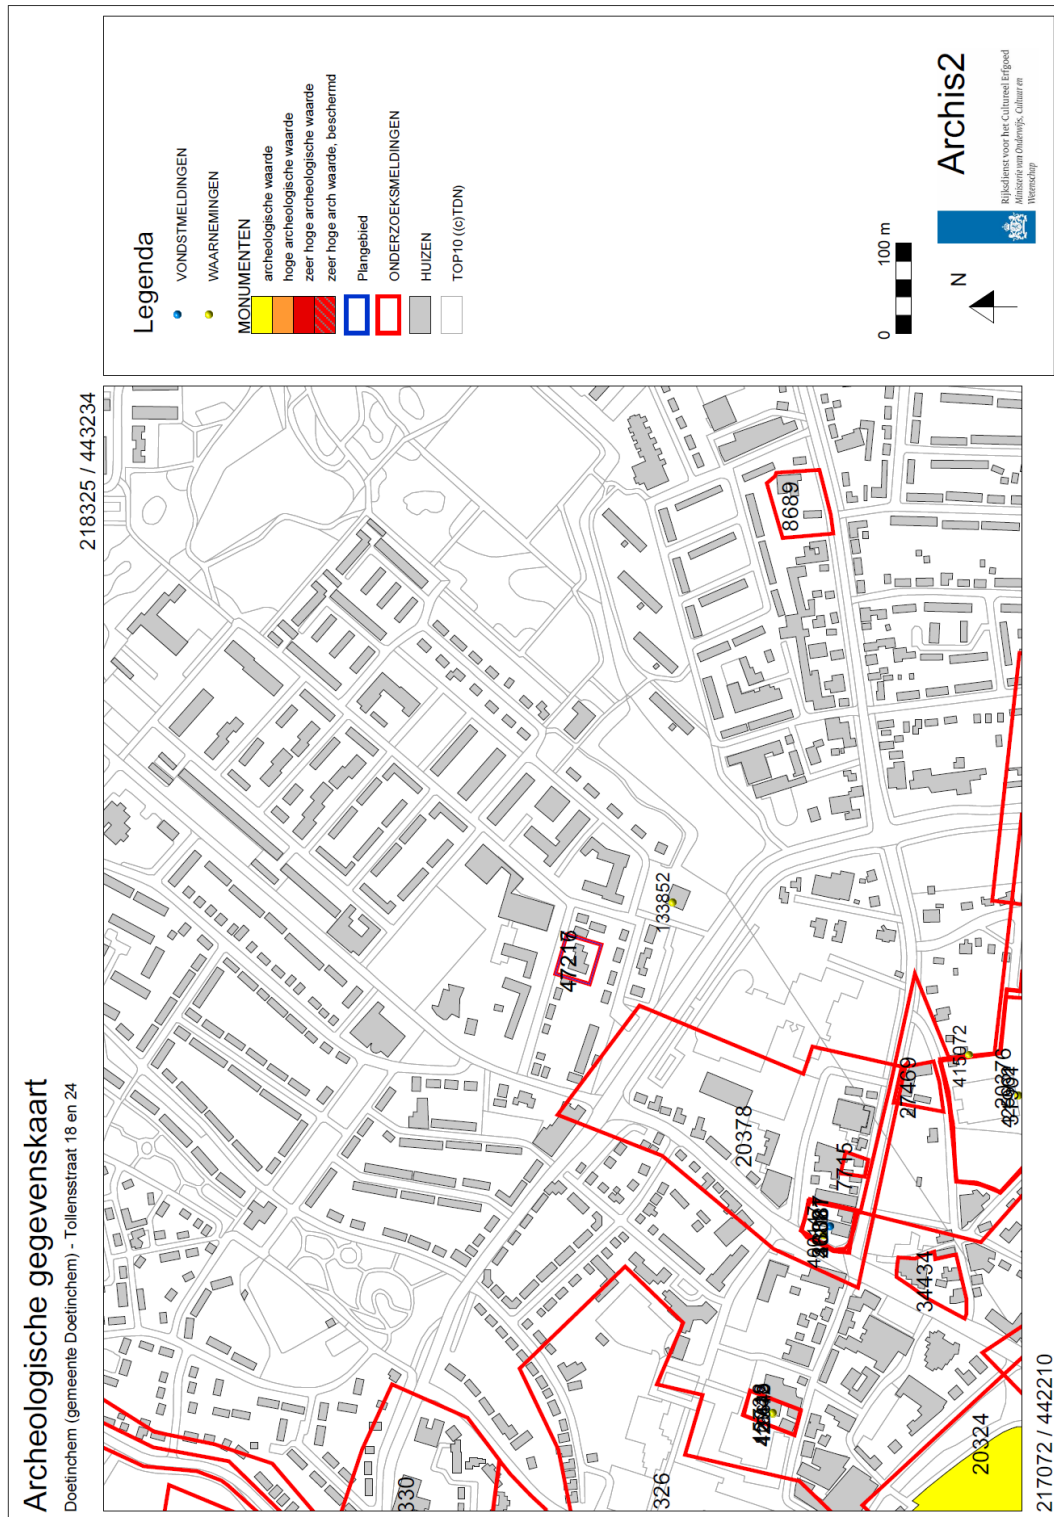 Archeologische gegevenskaart
Doetinchem (gemeente Doetinchem) - Tollensstraat 18 en 24
218325 / 443234
217072 / 442210
330
326
20324
20378
7715
27469
34434
415072
20376
133852
8689
Legenda
VONDSTMELDINGEN
WAARNEMINGEN
MONUMENTEN
archeologische waarde
hoge archeologische waarde
zeer hoge archeologische waarde
zeer hoge arch waarde, beschermd
Plangebied
ONDERZOEKSMELDINGEN
HUIZEN
TOP10 ((c)TDN)
0 100 m
N
Archis2
Rijksdienst voor het Cultureel Erfgoed
Ministerie van Onderwijs, Cultuur en
Wetenschap